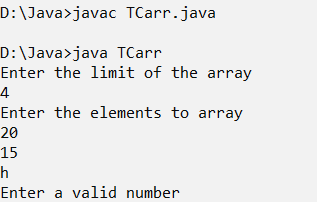 D:\Java>javac TCarr.java
D:\Java>java TCarr
Enter the limit of the array
4
Enter the elements to array
20
15
h
Enter a valid number